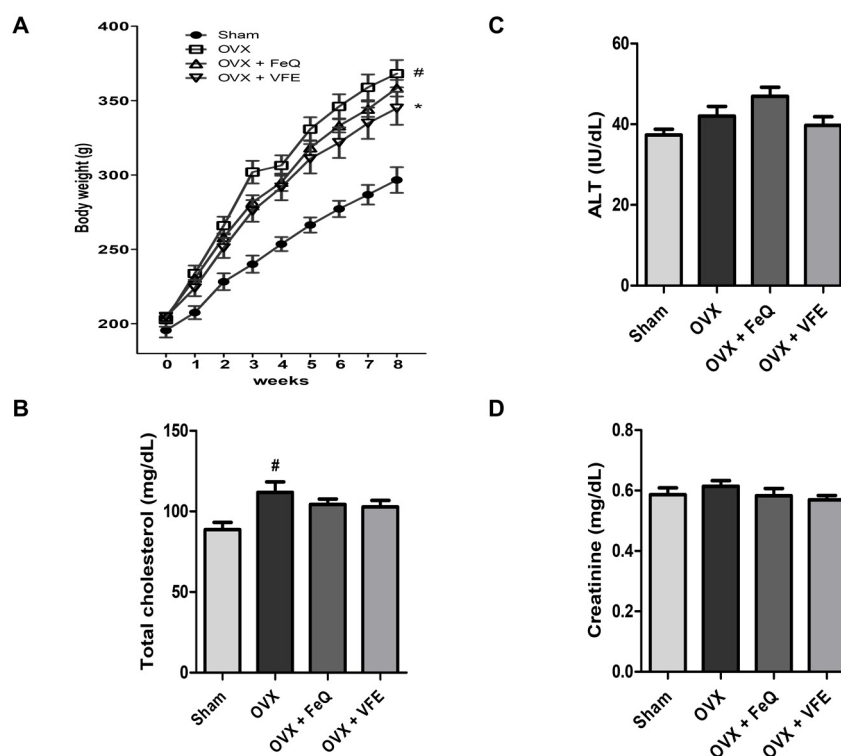 A
Sham
OVX
OVX + FeQ
OVX + VFE
400
350
300
250
200
Body weight (g)
#
*
0 1 2 3 4 5 6 7 8
weeks
B
150
100
50
0
Total cholesterol (mg/dL)
#
Sham
OVX
OVX + FeQ
OVX + VFE
C
60
40
20
0
ALT (IU/dL)
Sham
OVX
OVX + FeQ
OVX + VFE
D
0.8
0.6
0.4
0.2
0.0
Creatinine (mg/dL)
Sham
OVX
OVX + FeQ
OVX + VFE